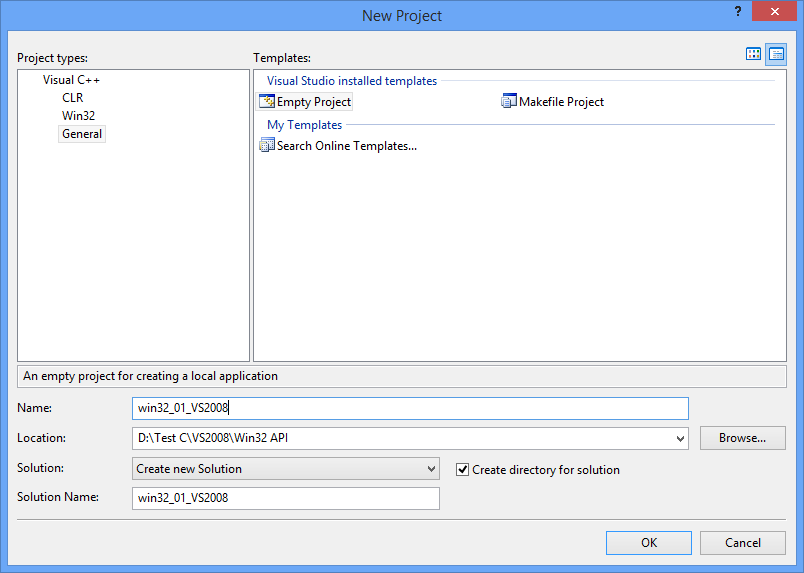 New Project
?
Project types:
Templates:
Visual C++
CLR
Win32
General
Visual Studio installed templates
Empty Project
Makefile Project
My Templates
Search Online Templates...
An empty project for creating a local application
Name:
win32_01_VS2008
Location:
D:\Test C\VS2008\Win32 API
Browse...
Solution:
Create new Solution
Create directory for solution
Solution Name:
win32_01_VS2008
OK
Cancel